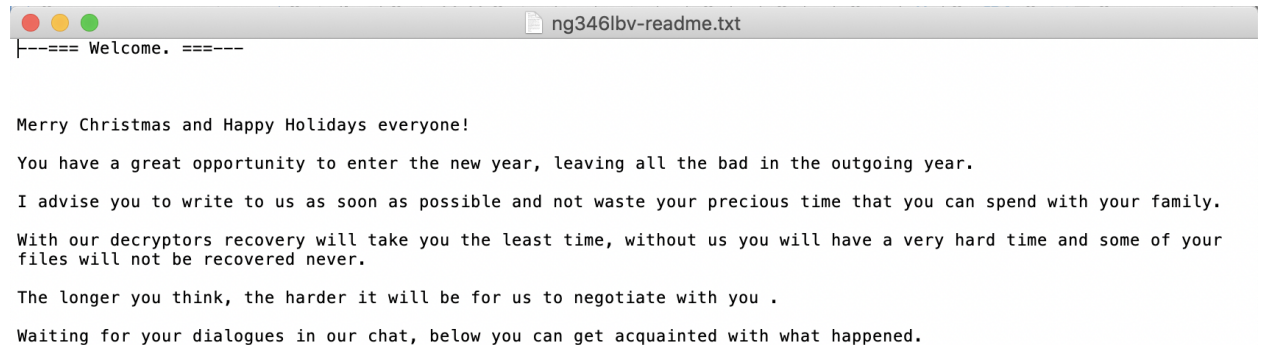 ng346lbv-readme.txt
---=== Welcome. ===---
Merry Christmas and Happy Holidays everyone!
You have a great opportunity to enter the new year, leaving all the bad in the outgoing year.
I advise you to write to us as soon as possible and not waste your precious time that you can spend with your family.
With our decryptors recovery will take you the least time, without us you will have a very hard time and some of your
files will not be recovered never.
The longer you think, the harder it will be for us to negotiate with you .
Waiting for your dialogues in our chat, below you can get acquainted with what happened.